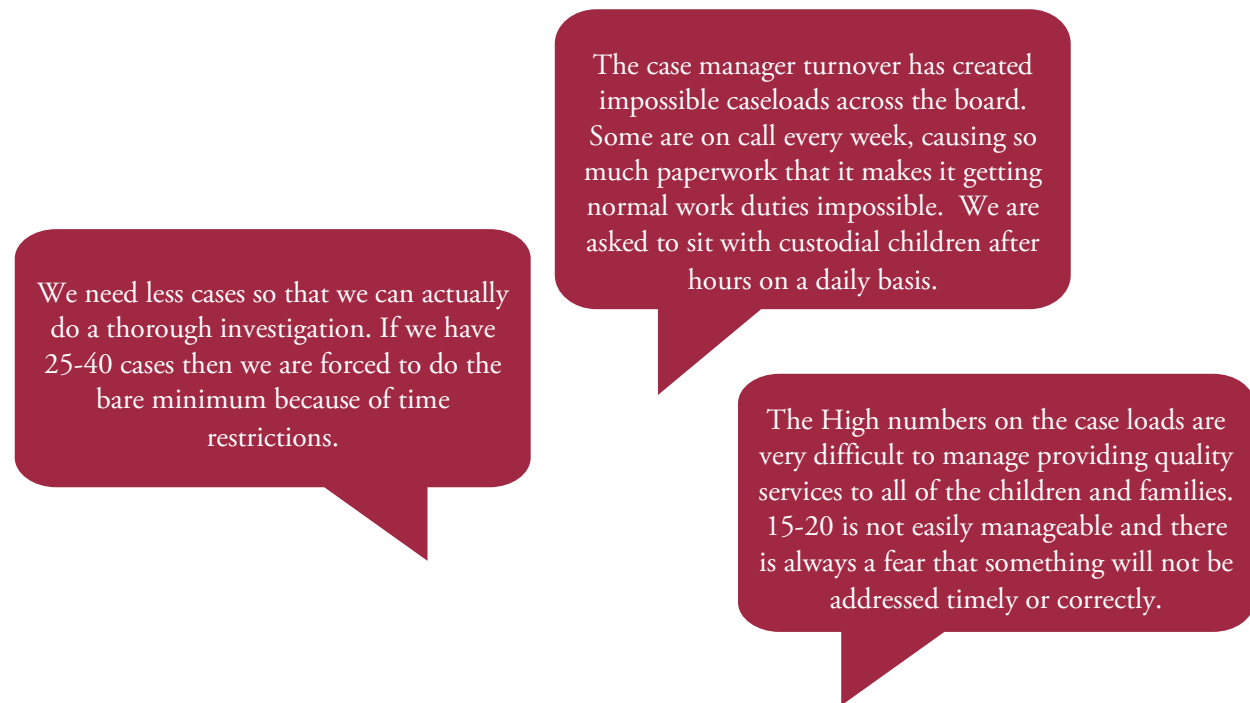 The case manager turnover has created
impossible caseloads across the board.
Some are on call every week, causing so
much paperwork that it makes it getting
normal work duties impossible.  We are
asked to sit with custodial children after
hours on a daily basis.
We need less cases so that we can actually
do a thorough investigation. If we have
25-40 cases then we are forced to do the
bare minimum because of time
restrictions.
The High numbers on the case loads are
very difficult to manage providing quality
services to all of the children and families.
15-20 is not easily manageable and there
is always a fear that something will not be
addressed timely or correctly.